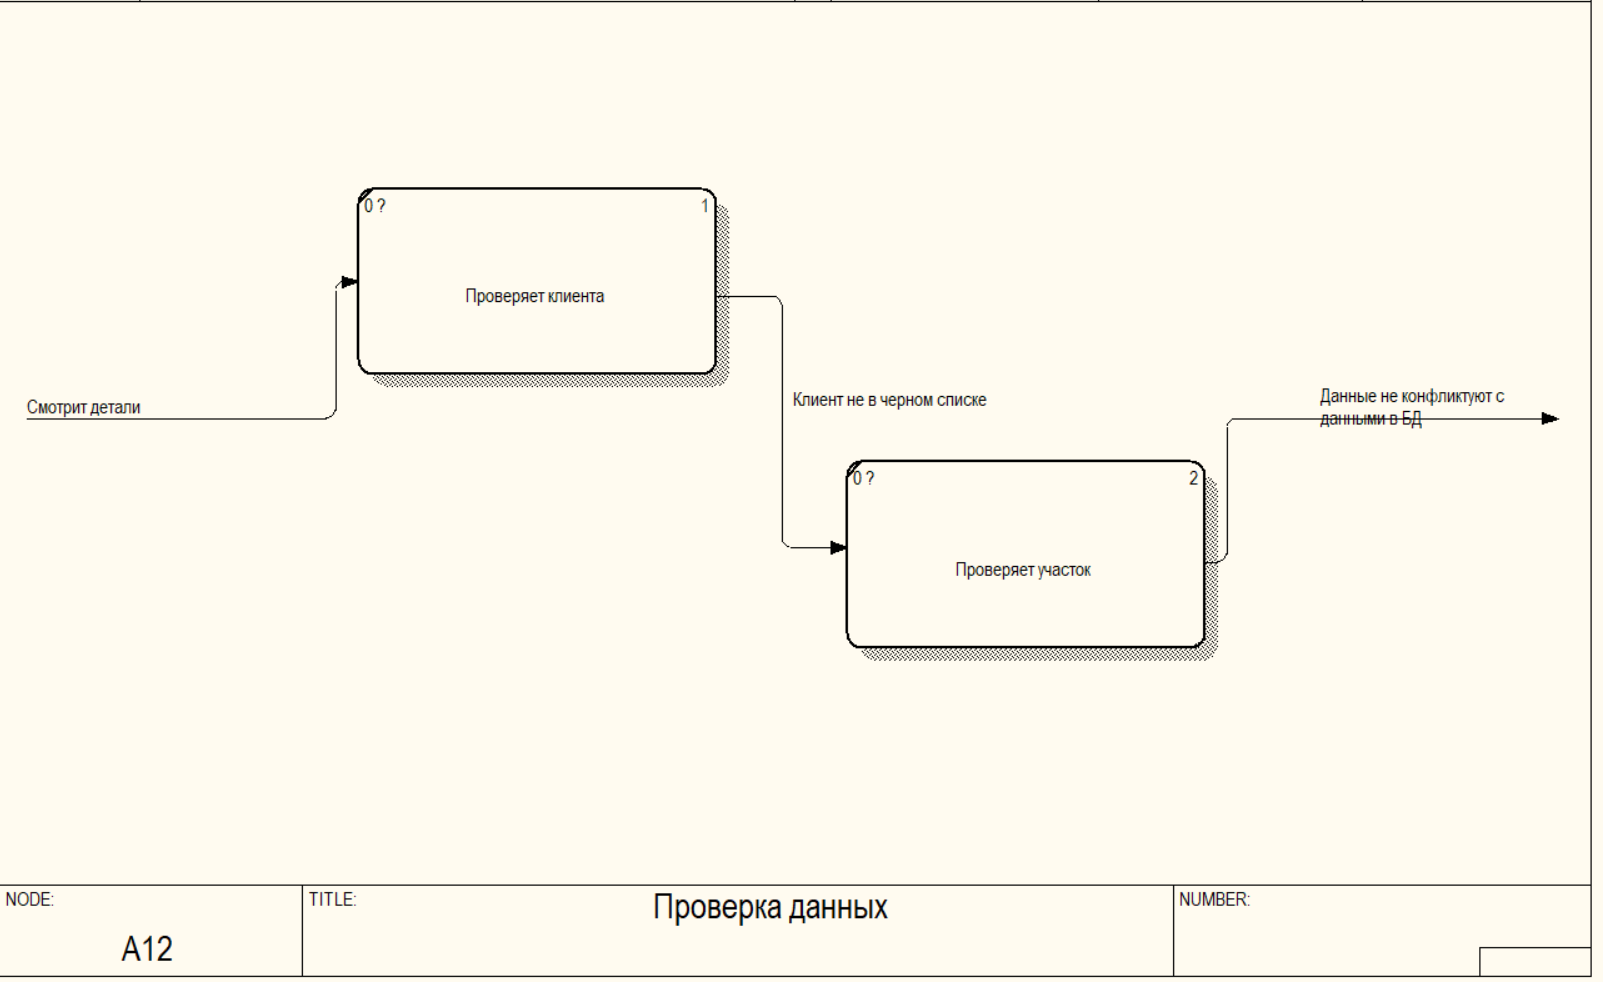 0 ?
1
Проверяет клиента
Смотрит детали
Клиент не в черном списке
Данные не конфликтуют с
данными в БД
0 ?
2
Проверяет участок
NODE:
A12
TITLE:
Проверка данных
NUMBER: